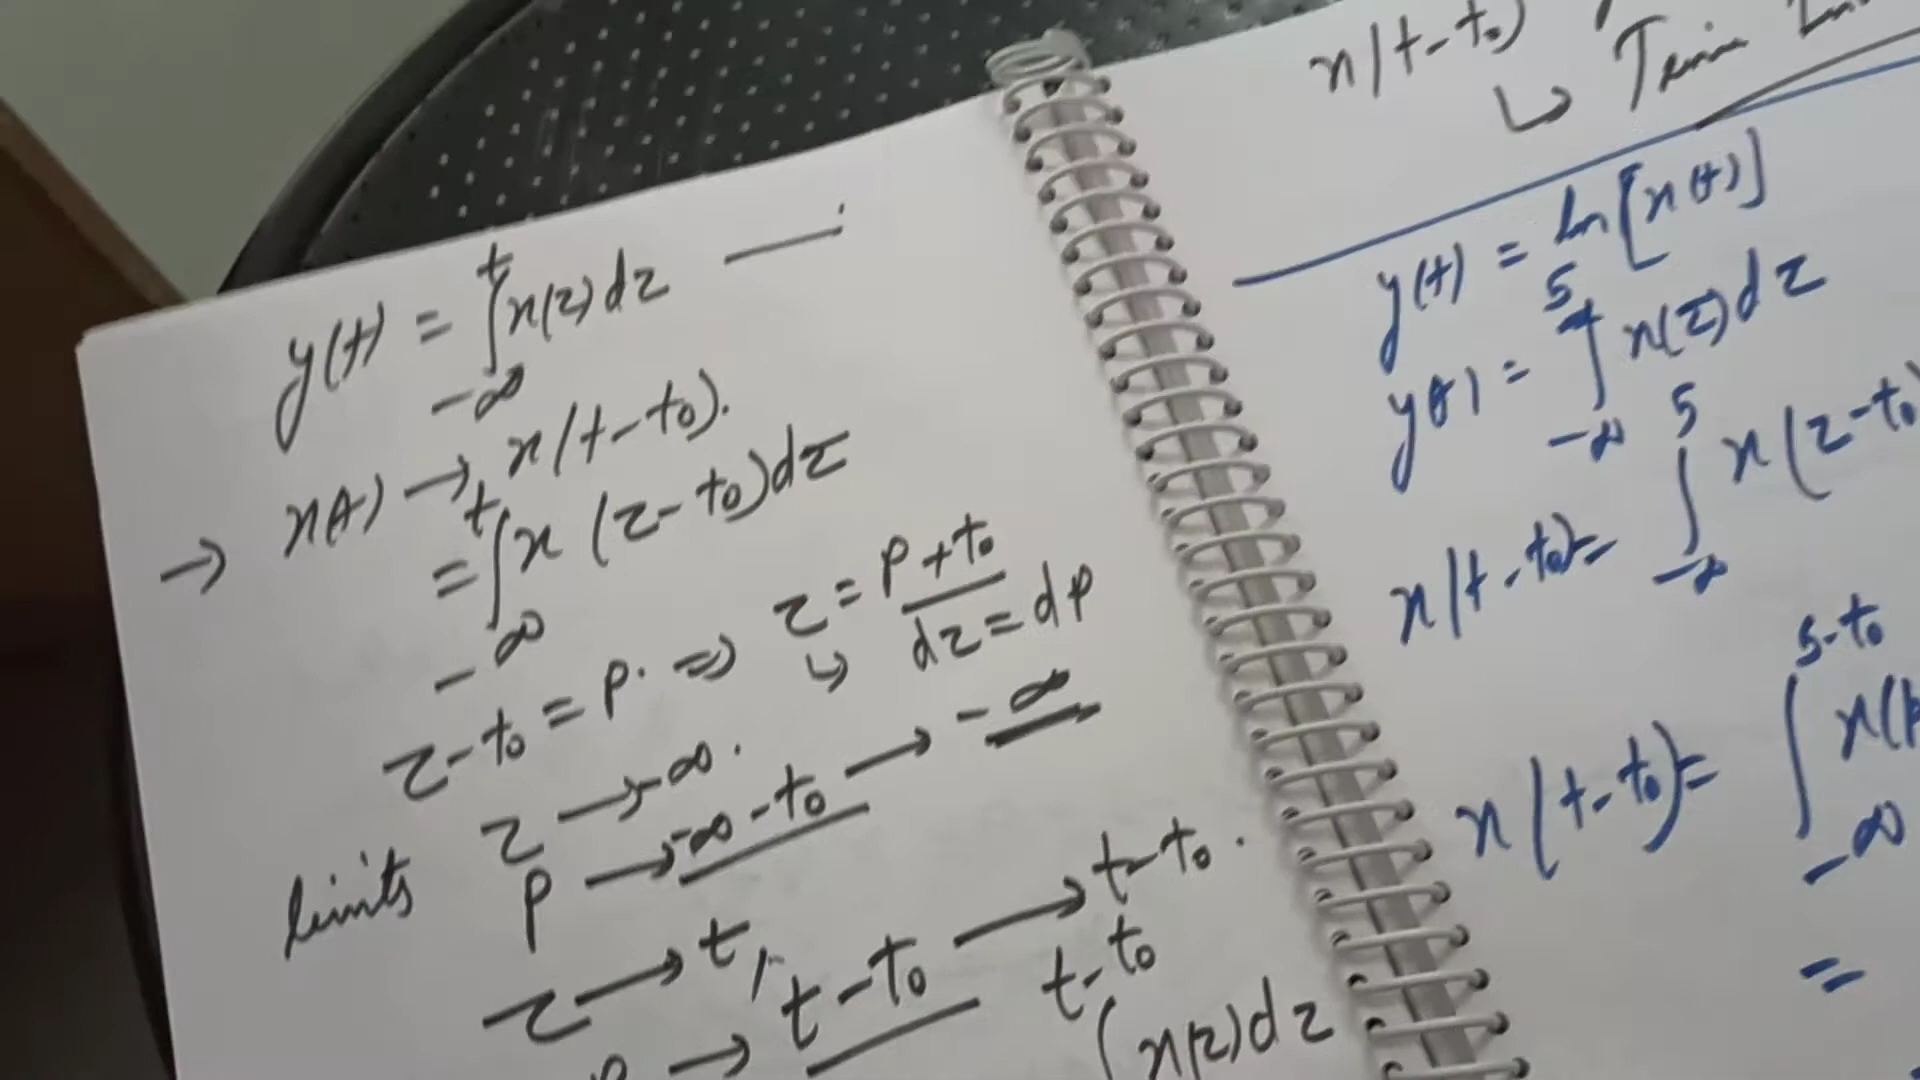 y(t) = ∫_{-∞}^{t} x(τ) dτ
→ x(t) → x(t-t₀).
= ∫_{-∞}^{t} x(τ-t₀) dτ
τ-t₀ = p. ⇒ τ = p+t₀
↳ dτ = dp
limits τ → -∞.
p → -∞-t₀ → -∞
τ → t,
p → t-t₀ → t-t₀.
t-t₀
∫ x(τ) dτ
x(t-t₀)
↳ Time
y(t) = ln[x(t)]
y(t) = ∫_{-∞}^{5} x(τ) dτ
x(t-t₀) = ∫_{-∞}^{5} x(τ-t₀)
x(t-t₀) = ∫_{-∞}^{5-t₀} x(
=